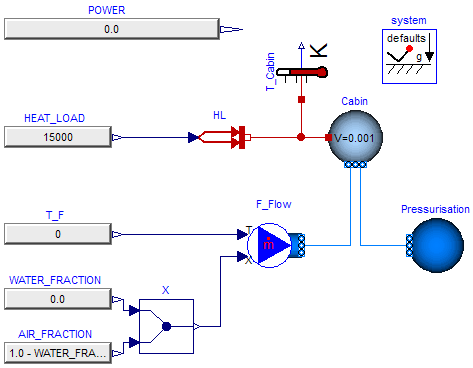 POWER
0.0
system
defaults
g
K
T_Cabin
HEAT_LOAD
15000
HL
Cabin
V=0.001
T_F
0
F_Flow
T
ṁ
X
Pressurisation
WATER_FRACTION
0.0
X
AIR_FRACTION
1.0 - WATER_FRA...